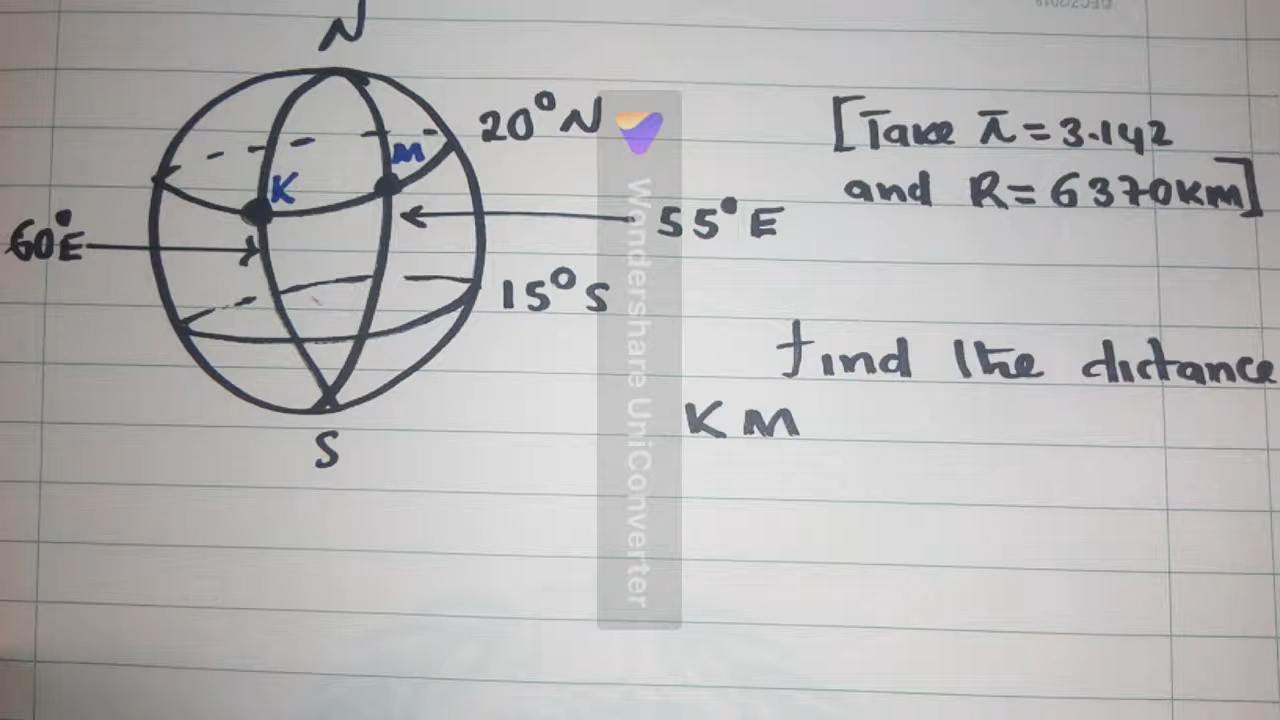 N
20°N
[Take π=3.142
and R=6370KM]
M
K
60°E
55°E
15°S
find the distance
KM
S
Wondershare UniConverter